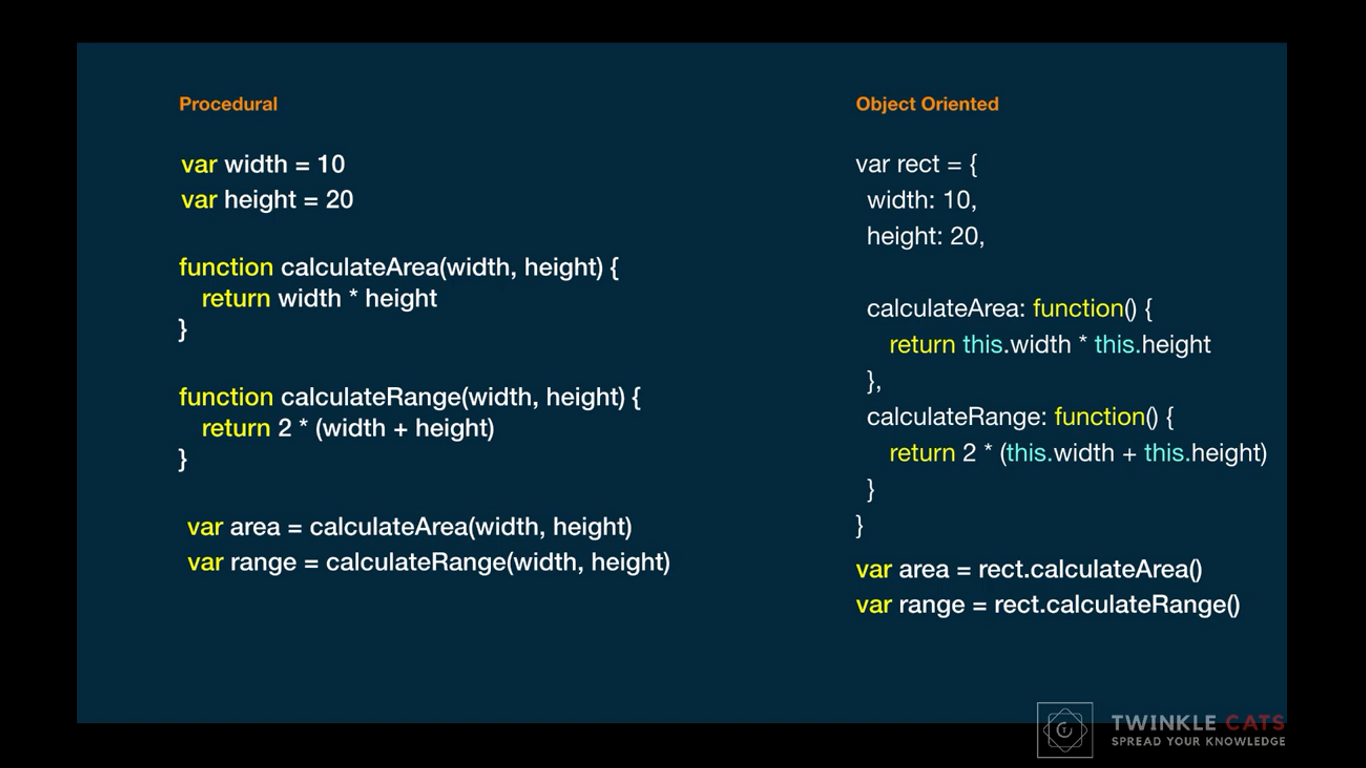 Procedural
var width = 10
var height = 20
function calculateArea(width, height) {
return width * height
}
function calculateRange(width, height) {
return 2 * (width + height)
}
var area = calculateArea(width, height)
var range = calculateRange(width, height)
Object Oriented
var rect = {
width: 10,
height: 20,
calculateArea: function() {
return this.width * this.height
},
calculateRange: function() {
return 2 * (this.width + this.height)
}
}
var area = rect.calculateArea()
var range = rect.calculateRange()
TWINKLE CATS
SPREAD YOUR KNOWLEDGE